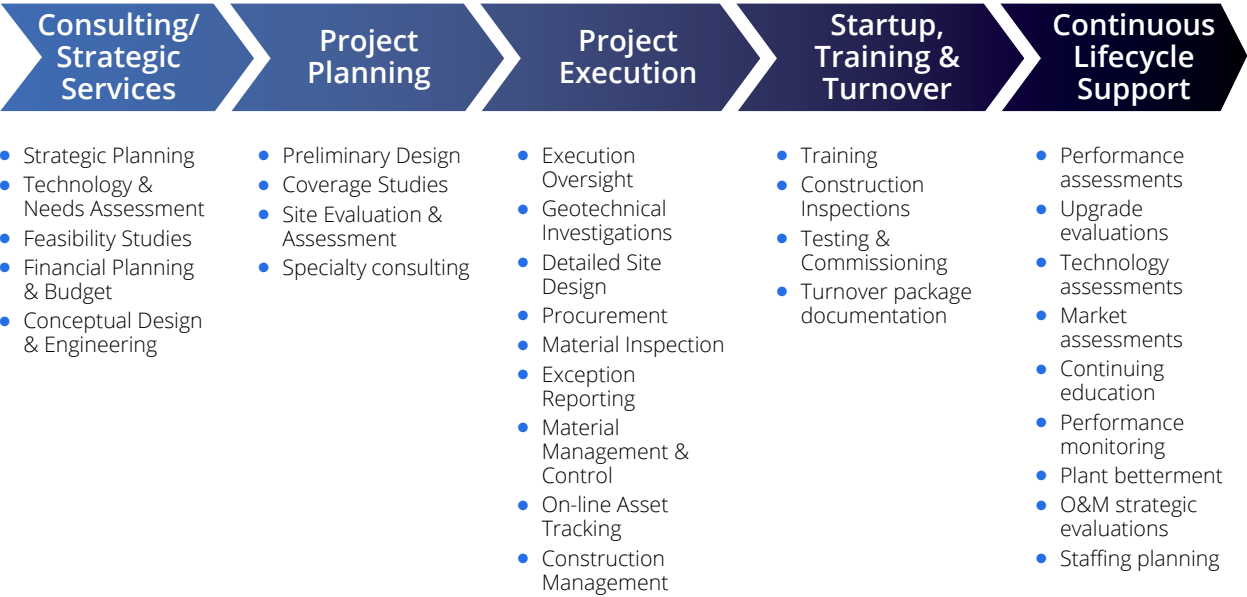 Consulting/
Strategic
Services
Project
Planning
Project
Execution
Startup,
Training &
Turnover
Continuous
Lifecycle
Support
Strategic Planning
Technology &
Needs Assessment
Feasibility Studies
Financial Planning
& Budget
Conceptual Design
& Engineering
Preliminary Design
Coverage Studies
Site Evaluation &
Assessment
Specialty consulting
Execution
Oversight
Geotechnical
Investigations
Detailed Site
Design
Procurement
Material Inspection
Exception
Reporting
Material
Management &
Control
On-line Asset
Tracking
Construction
Management
Training
Construction
Inspections
Testing &
Commissioning
Turnover package
documentation
Performance
assessments
Upgrade
evaluations
Technology
assessments
Market
assessments
Continuing
education
Performance
monitoring
Plant betterment
O&M strategic
evaluations
Staffing planning